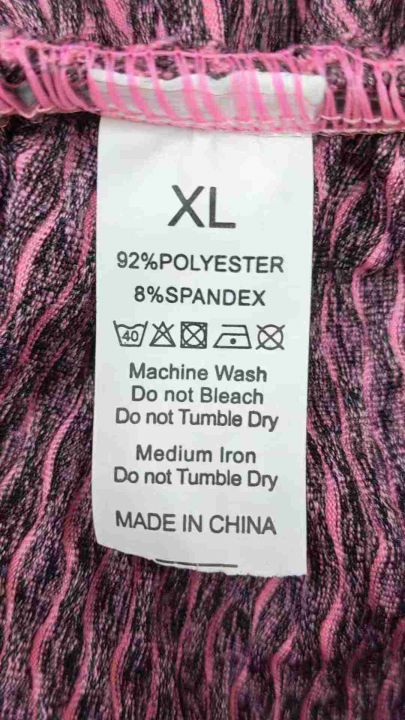 XL
92%POLYESTER
8%SPANDEX
40
Machine Wash
Do not Bleach
Do not Tumble Dry
Medium Iron
Do not Tumble Dry
MADE IN CHINA